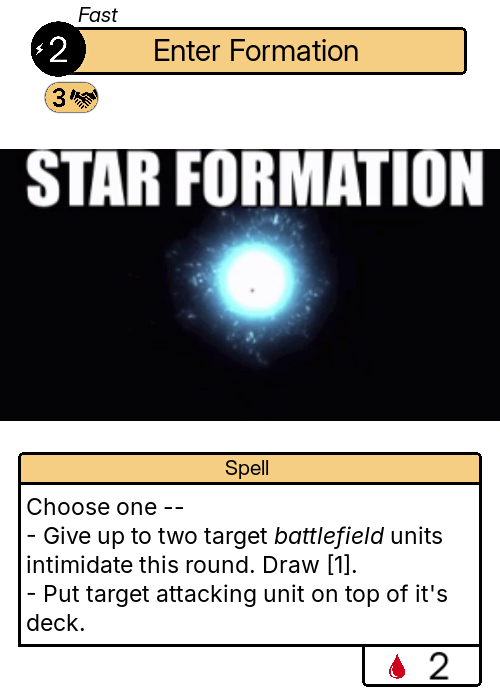 Fast
2 Enter Formation
3
STAR FORMATION
Spell
Choose one --
- Give up to two target battlefield units
intimidate this round. Draw [1].
- Put target attacking unit on top of it's
deck.
2